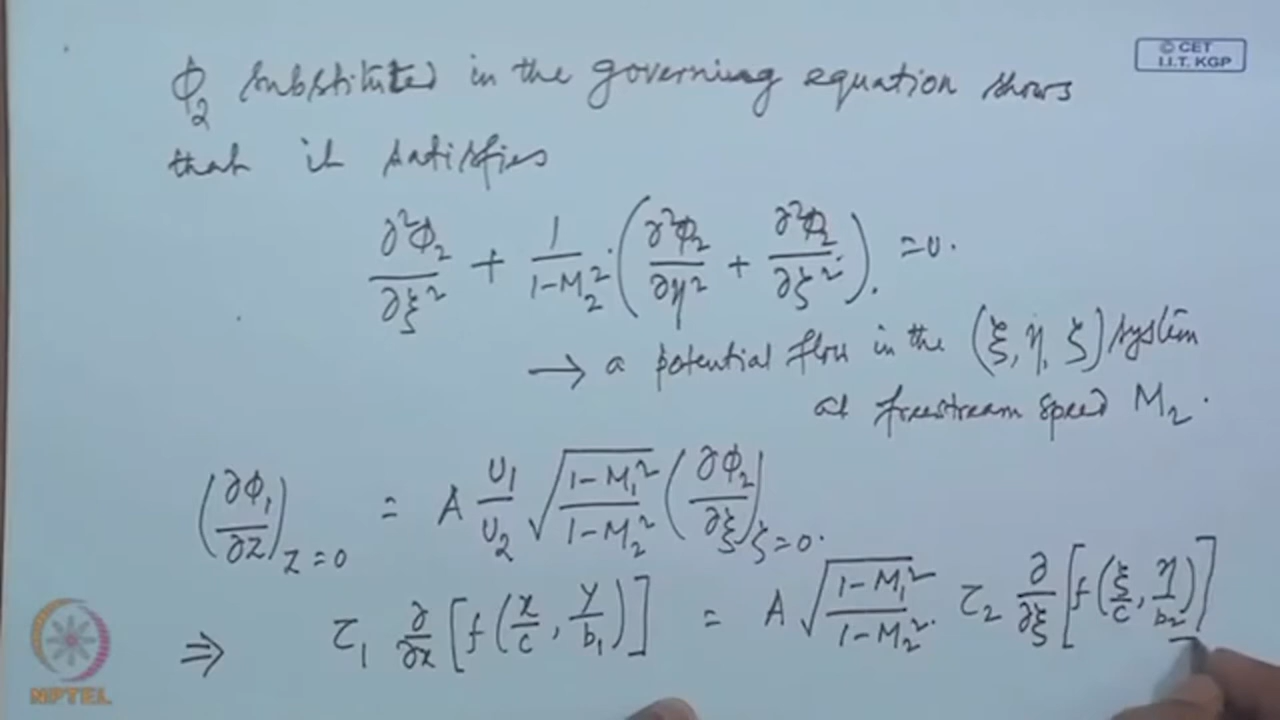 © CET
I.I.T. KGP
ϕ₂ substituted in the governing equation shows
that it satisfies
∂²ϕ₂/∂ξ² + 1/(1-M₂²) (∂²ϕ₂/∂η² + ∂²ϕ₂/∂ζ²) = 0.
→ a potential flow in the (ξ, η, ζ) system
at freestream speed M₂.
(∂ϕ₁/∂z)_{z=0} = A U₁/U₂ √((1-M₁²)/(1-M₂²)) (∂ϕ₂/∂ζ)_{ζ=0}.
⇒ τ₁ ∂/∂x [f(x/c, y/b₁)] = A √((1-M₁²)/(1-M₂²)) τ₂ ∂/∂ξ [f(ξ/c, η/b₂)]
NPTEL